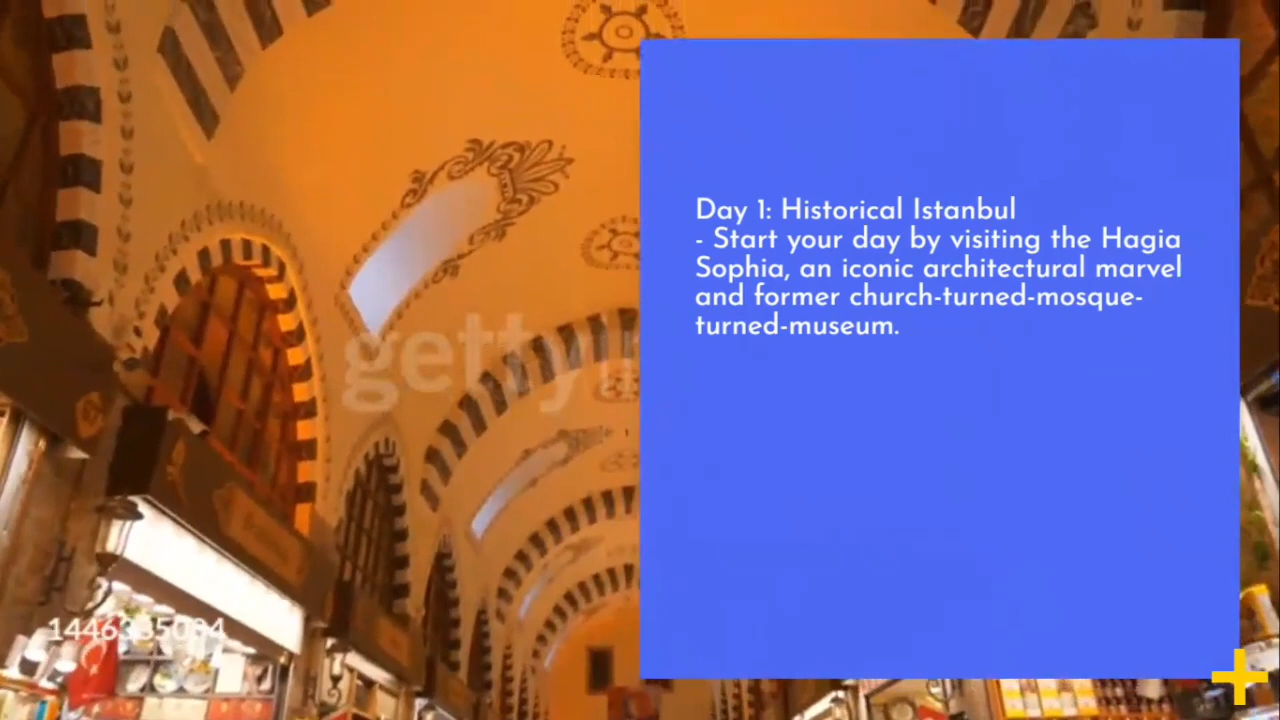 Day 1: Historical Istanbul
- Start your day by visiting the Hagia
Sophia, an iconic architectural marvel
and former church-turned-mosque-
turned-museum.